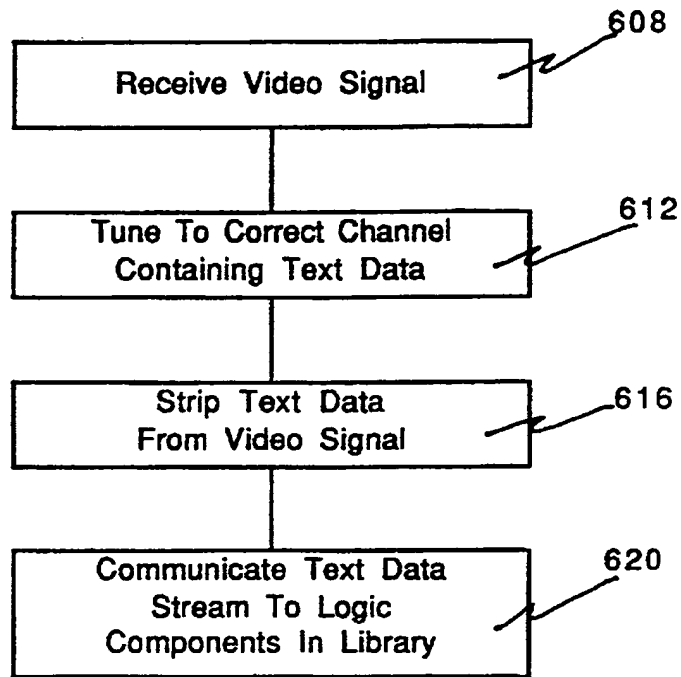 608
Receive Video Signal
612
Tune To Correct Channel
Containing Text Data
616
Strip Text Data
From Video Signal
620
Communicate Text Data
Stream To Logic
Components In Library